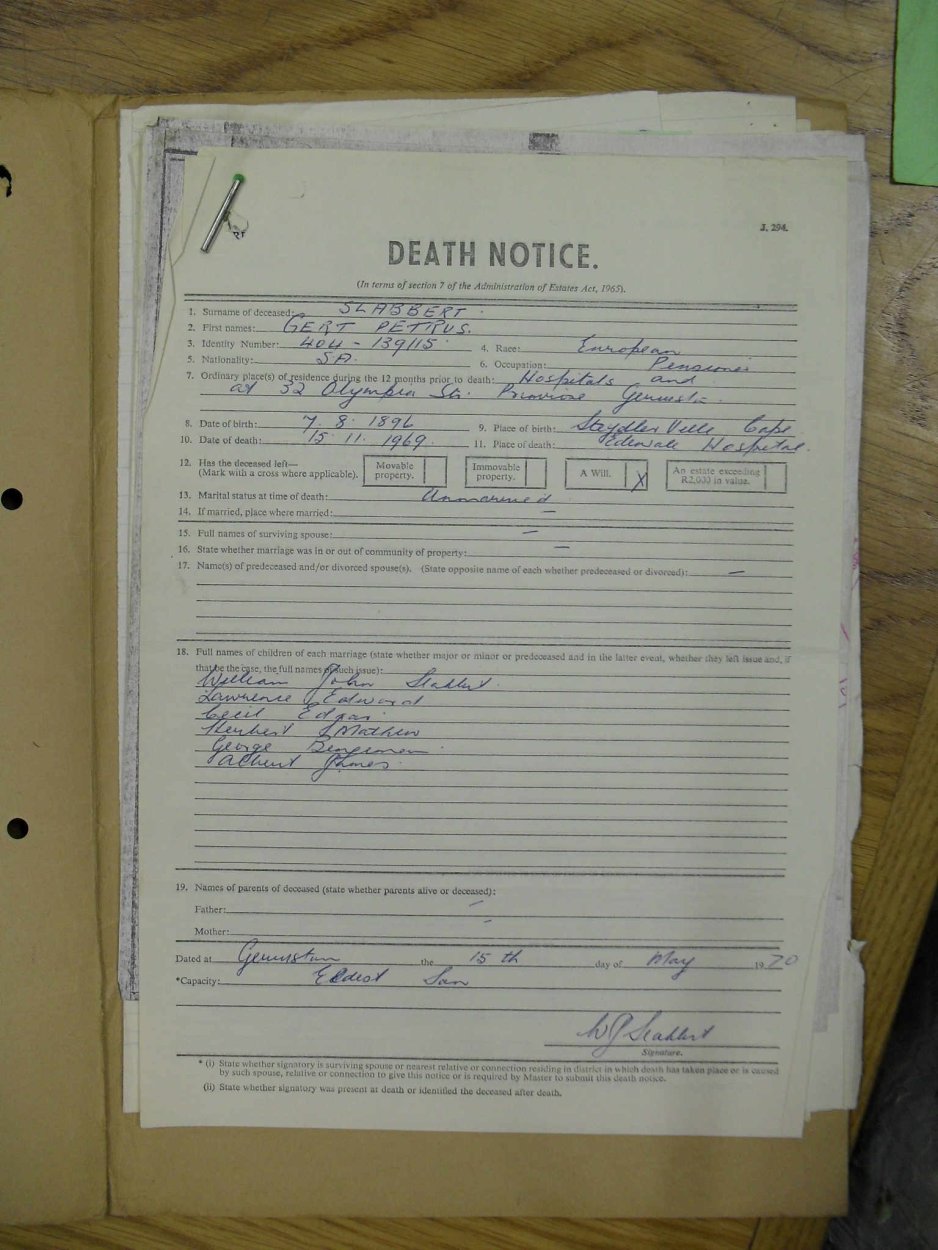 J. 294.
DEATH NOTICE.
(In terms of section 7 of the Administration of Estates Act, 1965).
1. Surname of deceased: SLABBERT
2. First names: GERT PETRUS.
3. Identity Number: 404 - 139115 4. Race: European
5. Nationality: SA. 6. Occupation: Pensioner
7. Ordinary place(s) of residence during the 12 months prior to death: Hospitals and
at 32 Olympia Str. Primrose Germiston
8. Date of birth: 7. 8. 1896 9. Place of birth: Steytler Ville Cape
10. Date of death: 15. 11. 1969. 11. Place of death: Edenvale Hospital.
12. Has the deceased left— Movable property. Immovable property. A Will. X An estate exceeding R2,000 in value.
(Mark with a cross where applicable).
13. Marital status at time of death: Unmarried
14. If married, place where married: —
15. Full names of surviving spouse: —
16. State whether marriage was in or out of community of property: —
17. Name(s) of predeceased and/or divorced spouse(s). (State opposite name of each whether predeceased or divorced): —
18. Full names of children of each marriage (state whether major or minor or predeceased and in the latter event, whether they left issue and, if
that be the case, the full names of such issue):
William John Slabbert.
Lawrence Edward
Cecil Edgar
Herbert Mathew
George
Albert James
19. Names of parents of deceased (state whether parents alive or deceased):
Father: —
Mother: —
Dated at Germiston the 15th day of May 1970
*Capacity: Eldest Son
W J Slabbert
Signature.
* (i) State whether signatory is surviving spouse or nearest relative or connection residing in district in which death has taken place or is caused
by such spouse, relative or connection to give this notice or is required by Master to submit this death notice.
(ii) State whether signatory was present at death or identified the deceased after death.